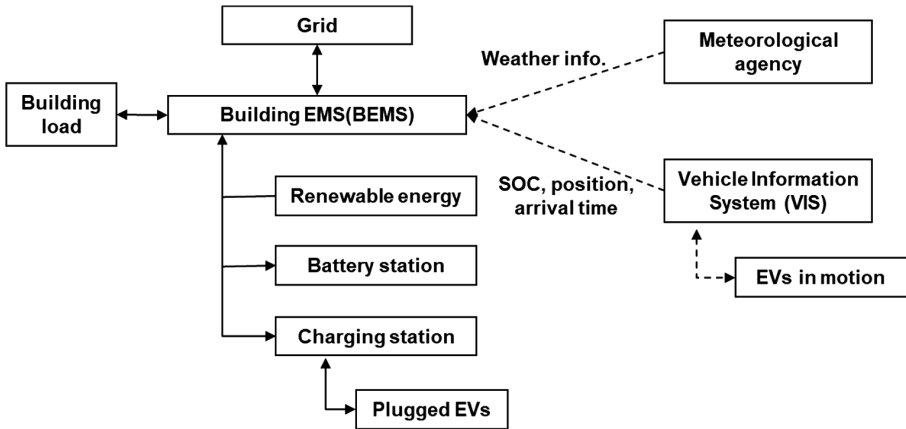 Grid
Meteorological
agency
Weather info.
Building
load
Building EMS(BEMS)
SOC, position,
arrival time
Vehicle Information
System (VIS)
Renewable energy
Battery station
EVs in motion
Charging station
Plugged EVs